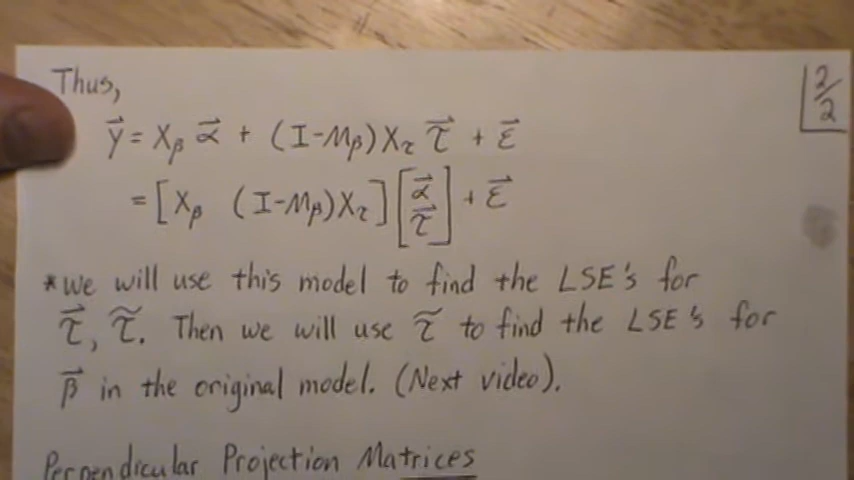 Thus,
2/2
y⃗ = X_β α⃗ + (I-M_β)X_τ τ⃗ + ε⃗
= [X_β (I-M_β)X_τ] [α⃗ τ⃗] + ε⃗
*we will use this model to find the LSE's for
τ⃗, τ̃. Then we will use τ̃ to find the LSE's for
β⃗ in the original model. (Next video).
Perpendicular Projection Matrices